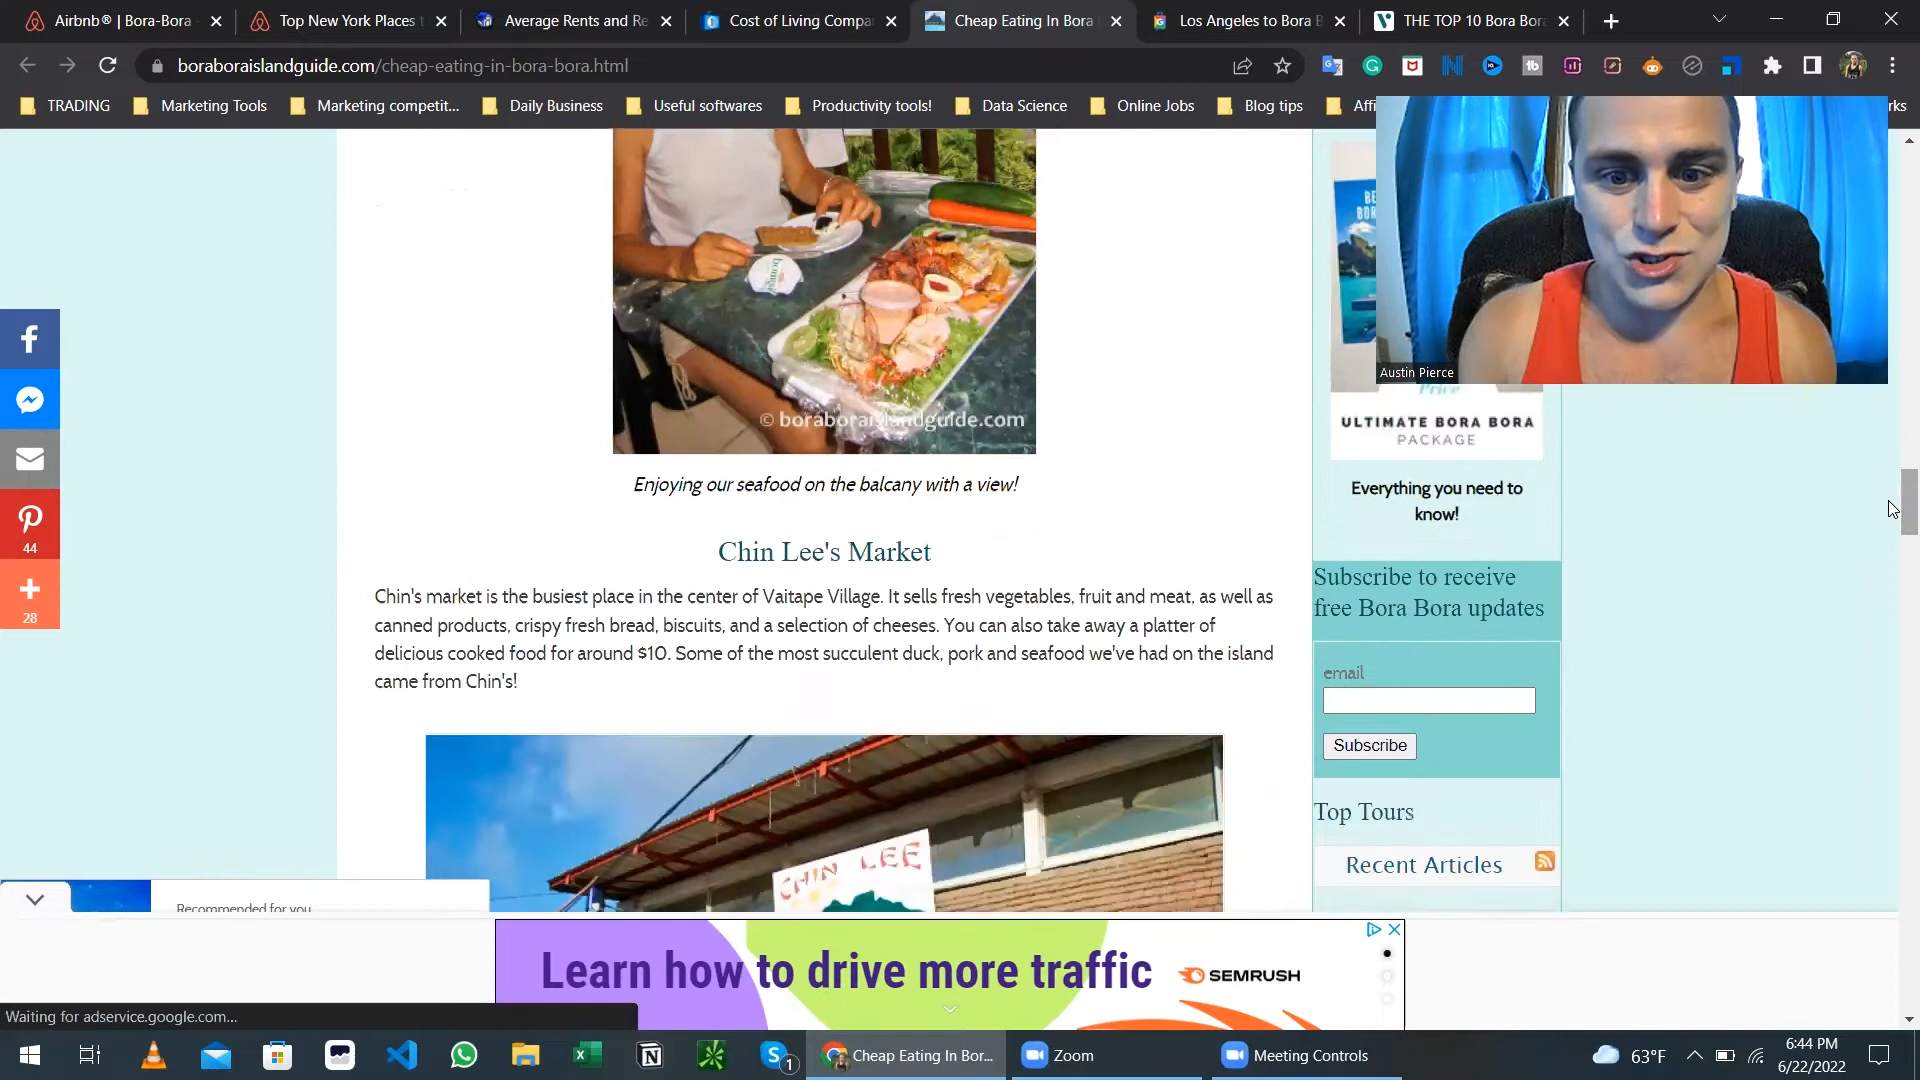 Airbnb® | Bora-Bora
Top New York Places t
Average Rents and Re
Cost of Living Compa
Cheap Eating In Bora
Los Angeles to Bora B
THE TOP 10 Bora Bora
boraboraislandguide.com/cheap-eating-in-bora-bora.html
TRADING
Marketing Tools
Marketing competit...
Daily Business
Useful softwares
Productivity tools!
Data Science
Online Jobs
Blog tips
Affi
rks
© boraboraislandguide.com
Enjoying our seafood on the balcany with a view!
Chin Lee's Market
Chin's market is the busiest place in the center of Vaitape Village. It sells fresh vegetables, fruit and meat, as well as
canned products, crispy fresh bread, biscuits, and a selection of cheeses. You can also take away a platter of
delicious cooked food for around $10. Some of the most succulent duck, pork and seafood we've had on the island
came from Chin's!
CHIN LEE
44
28
Austin Pierce
Price
ULTIMATE BORA BORA
PACKAGE
Everything you need to
know!
Subscribe to receive
free Bora Bora updates
email
Subscribe
Top Tours
Recent Articles
Recommended for you
Learn how to drive more traffic
SEMRUSH
Waiting for adservice.google.com...
1
Cheap Eating In Bor...
Zoom
Meeting Controls
63°F
6:44 PM
6/22/2022